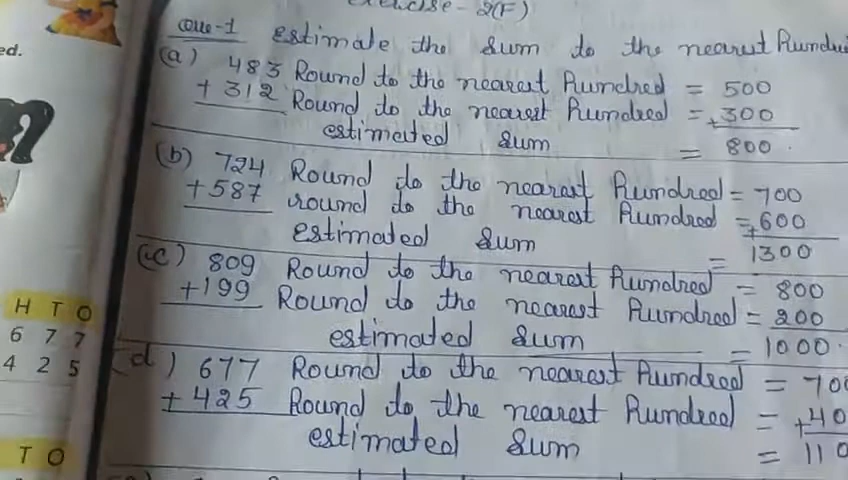 Exercise - 2(F)
Que-1 estimate the sum to the nearest
(a) 483 Round to the nearest Hundred = 500
+ 312 Round to the nearest Hundred = +300
estimated sum = 800.
(b) 724 Round to the nearest Hundred = 700
+587 round to the nearest Hundred = +600
estimated sum = 1300
(c) 809 Round to the nearest Hundred = 800
+199 Round to the nearest Hundred = 200
estimated sum = 1000.
(d) 677 Round to the nearest Hundred = 700
+ 425 Round to the nearest Hundred = +40
estimated sum = 110
ed.
H T O
6 7 7
4 2 5
T O